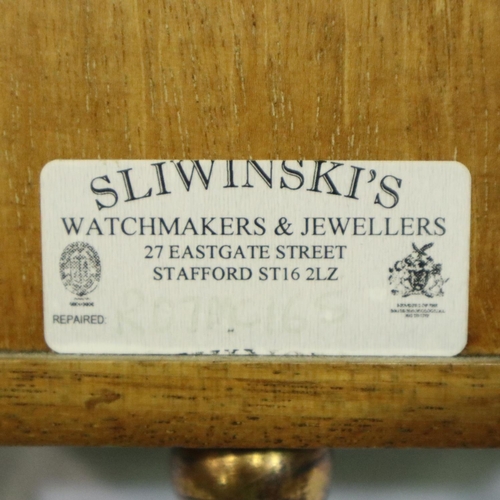 SLIWINSKI'S
WATCHMAKERS & JEWELLERS
27 EASTGATE STREET
STAFFORD ST16 2LZ
REPAIRED: